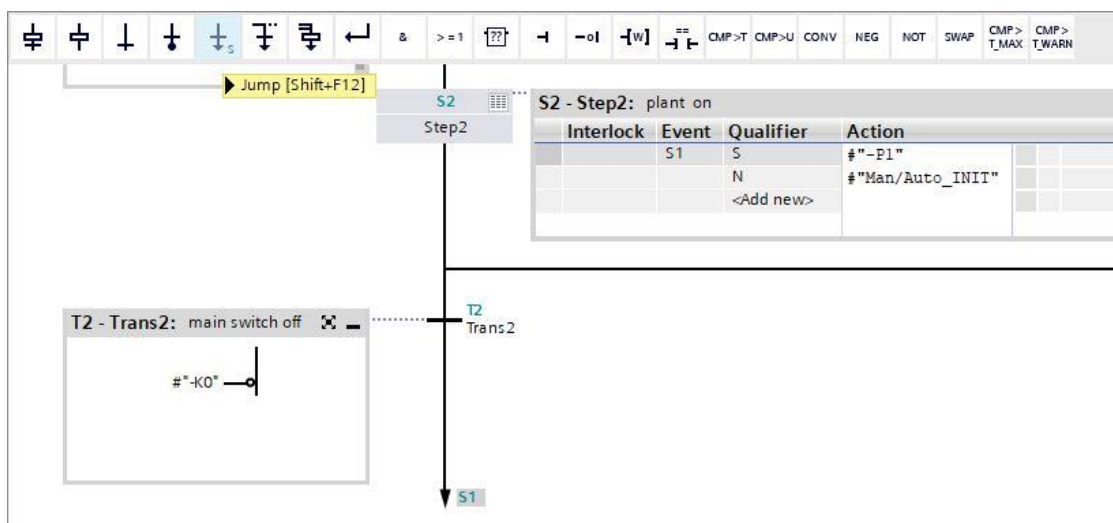 S & >=1 ?? [W] == CMP>T CMP>U CONV NEG NOT SWAP CMP> T_MAX CMP> T_WARN
Jump [Shift+F12]
S2
Step2
S2 - Step2: plant on
Interlock Event Qualifier Action
S1 S #"-P1"
N #"Man/Auto_INIT"
<Add new>
T2 - Trans2: main switch off
T2
Trans2
#"-K0"
S1